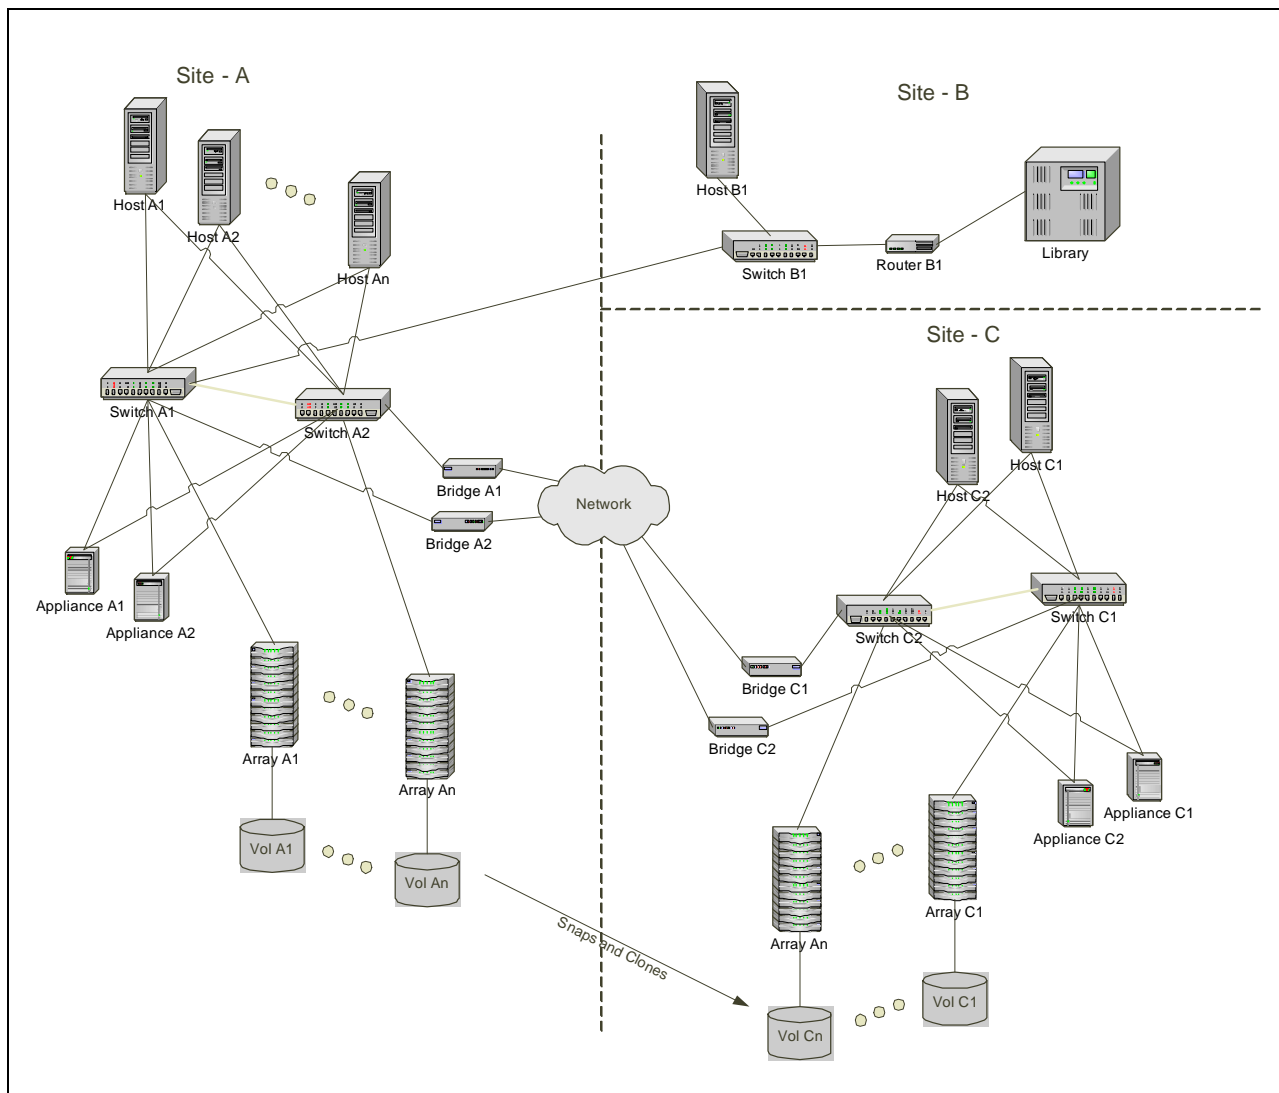 Site - A
Site - B
Host A1
Host A2
Host An
Host B1
Switch B1
Router B1
Library
Site - C
Switch A1
Switch A2
Bridge A1
Bridge A2
Network
Host C1
Host C2
Appliance A1
Appliance A2
Switch C1
Switch C2
Bridge C1
Bridge C2
Array A1
Array An
Appliance C1
Appliance C2
Vol A1
Vol An
Array C1
Array An
Snaps and Clones
Vol C1
Vol Cn